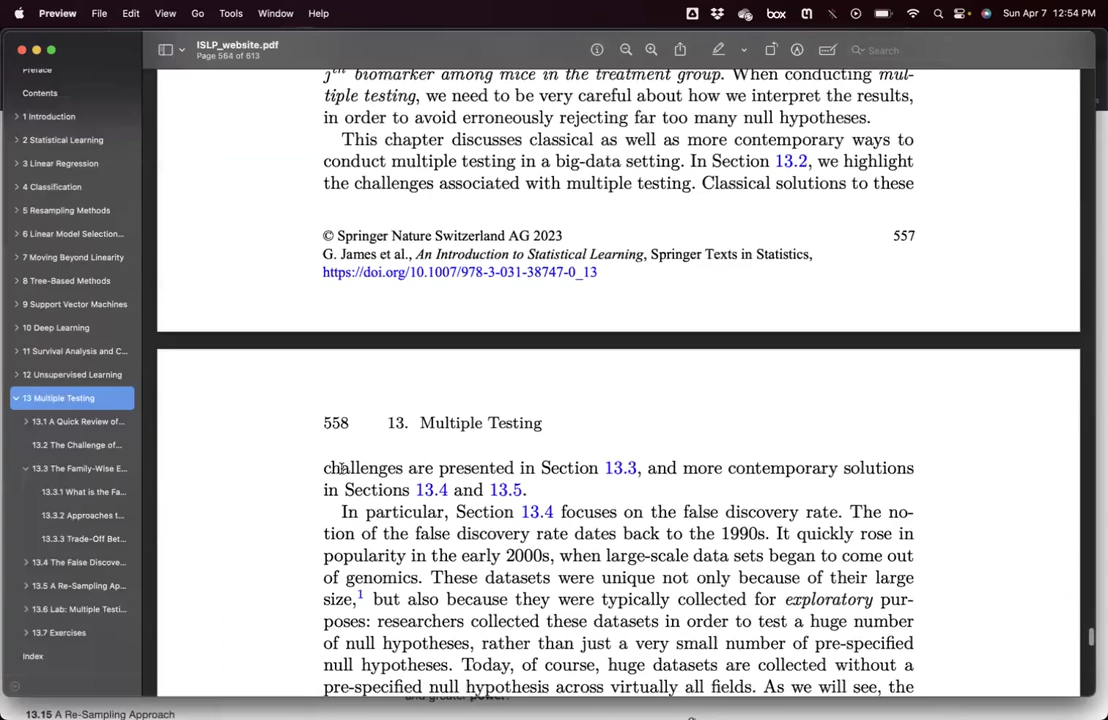 Preview File Edit View Go Tools Window Help
box
Sun Apr 7 12:54 PM
ISLP_website.pdf
Page 564 of 613
Search
Preface
Contents
1 Introduction
2 Statistical Learning
3 Linear Regression
4 Classification
5 Resampling Methods
6 Linear Model Selection...
7 Moving Beyond Linearity
8 Tree-Based Methods
9 Support Vector Machines
10 Deep Learning
11 Survival Analysis and C...
12 Unsupervised Learning
13 Multiple Testing
13.1 A Quick Review of...
13.2 The Challenge of...
13.3 The Family-Wise E...
13.3.1 What is the Fa...
13.3.2 Approaches t...
13.3.3 Trade-Off Bet...
13.4 The False Discove...
13.5 A Re-Sampling Ap...
13.6 Lab: Multiple Testi...
13.7 Exercises
Index
jth biomarker among mice in the treatment group. When conducting mul-
tiple testing, we need to be very careful about how we interpret the results,
in order to avoid erroneously rejecting far too many null hypotheses.
This chapter discusses classical as well as more contemporary ways to
conduct multiple testing in a big-data setting. In Section 13.2, we highlight
the challenges associated with multiple testing. Classical solutions to these
© Springer Nature Switzerland AG 2023 557
G. James et al., An Introduction to Statistical Learning, Springer Texts in Statistics,
https://doi.org/10.1007/978-3-031-38747-0_13
558 13. Multiple Testing
challenges are presented in Section 13.3, and more contemporary solutions
in Sections 13.4 and 13.5.
In particular, Section 13.4 focuses on the false discovery rate. The no-
tion of the false discovery rate dates back to the 1990s. It quickly rose in
popularity in the early 2000s, when large-scale data sets began to come out
of genomics. These datasets were unique not only because of their large
size,1 but also because they were typically collected for exploratory pur-
poses: researchers collected these datasets in order to test a huge number
of null hypotheses, rather than just a very small number of pre-specified
null hypotheses. Today, of course, huge datasets are collected without a
pre-specified null hypothesis across virtually all fields. As we will see, the
and greater power.
13.15 A Re-Sampling Approach